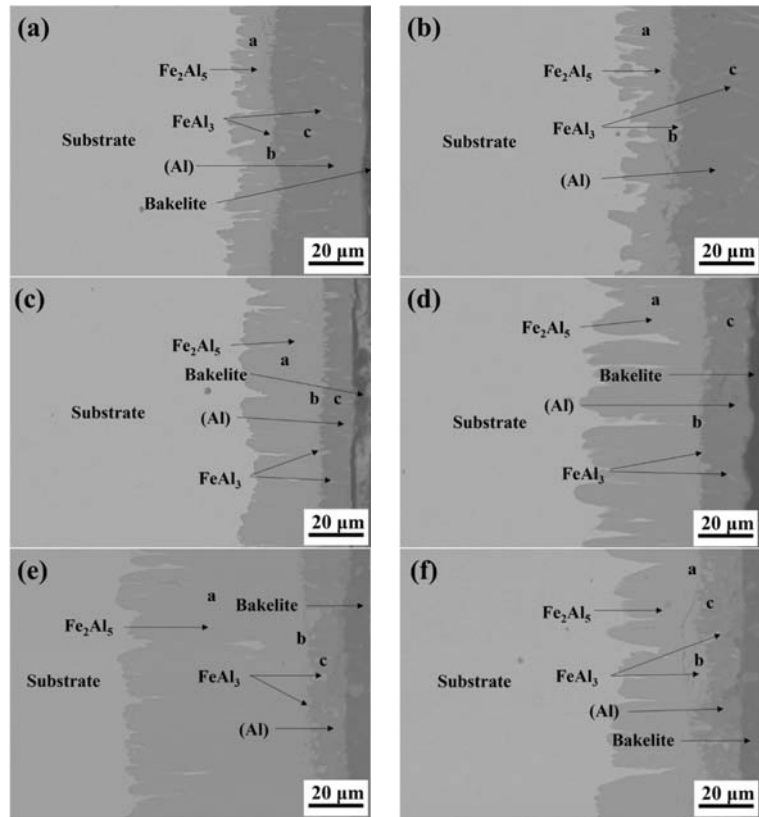 (a)
a
Fe₂Al₅
FeAl₃
Substrate
c
b
(Al)
Bakelite
20 μm
(b)
a
Fe₂Al₅
c
FeAl₃
b
Substrate
(Al)
20 μm
(c)
Fe₂Al₅
a
Bakelite
b c
Substrate
(Al)
FeAl₃
20 μm
(d)
a
Fe₂Al₅
c
Bakelite
(Al)
Substrate
b
FeAl₃
20 μm
(e)
a
Bakelite
Fe₂Al₅
b
c
Substrate
FeAl₃
(Al)
20 μm
(f)
a
Fe₂Al₅
c
b
Substrate
FeAl₃
(Al)
Bakelite
20 μm